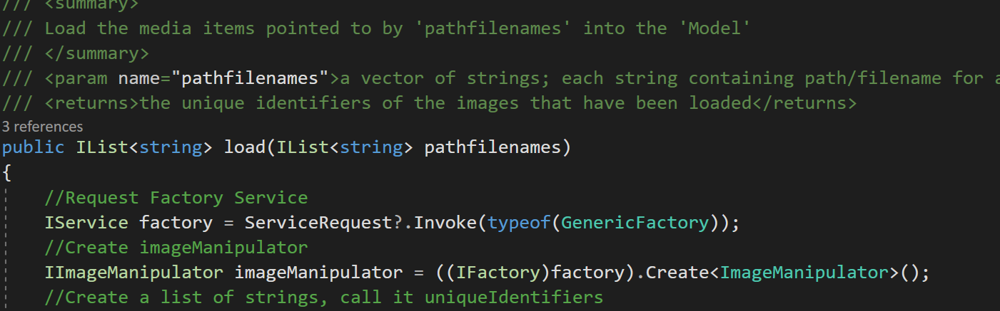 /// <summary>
/// Load the media items pointed to by 'pathfilenames' into the 'Model'
/// </summary>
/// <param name="pathfilenames">a vector of strings; each string containing path/filename for a
/// <returns>the unique identifiers of the images that have been loaded</returns>
3 references
public IList<string> load(IList<string> pathfilenames)
{
//Request Factory Service
IService factory = ServiceRequest?.Invoke(typeof(GenericFactory));
//Create imageManipulator
IImageManipulator imageManipulator = ((IFactory)factory).Create<ImageManipulator>();
//Create a list of strings, call it uniqueIdentifiers